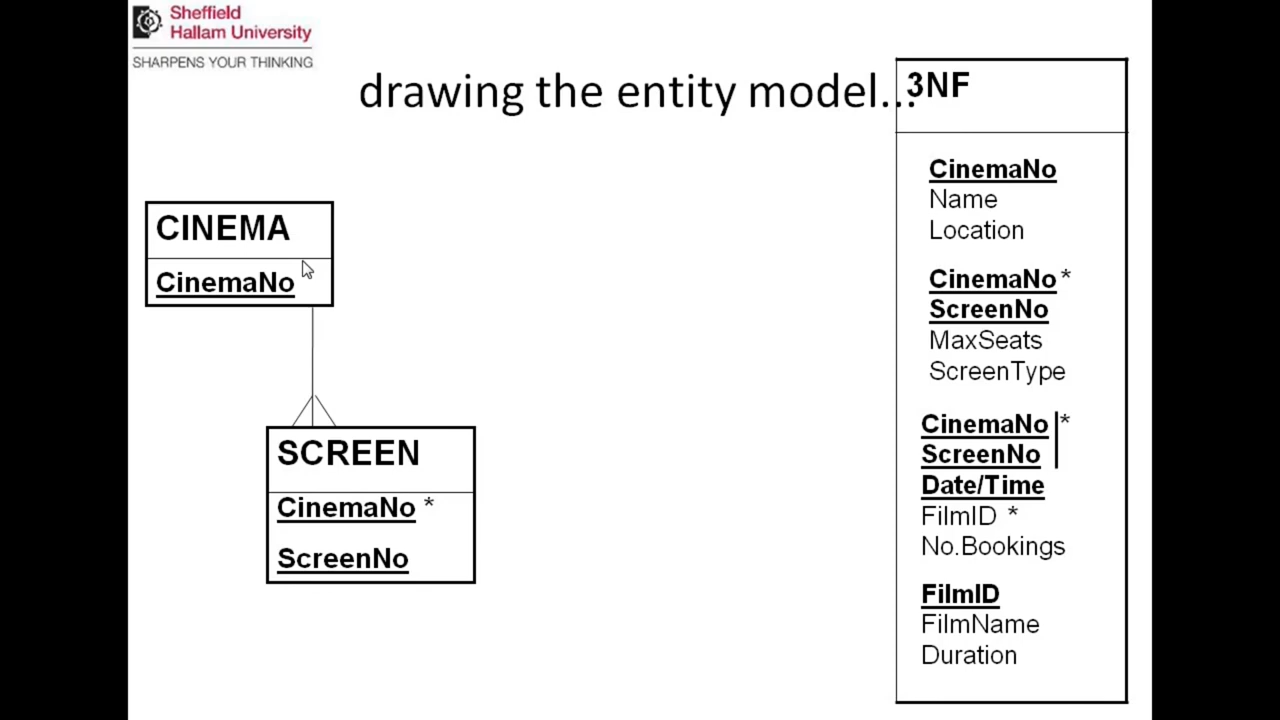 Sheffield
Hallam University
SHARPENS YOUR THINKING
drawing the entity model...
3NF
CINEMA
CinemaNo
SCREEN
CinemaNo *
ScreenNo
CinemaNo
Name
Location
CinemaNo *
ScreenNo
MaxSeats
ScreenType
CinemaNo *
ScreenNo
Date/Time
FilmID *
No.Bookings
FilmID
FilmName
Duration